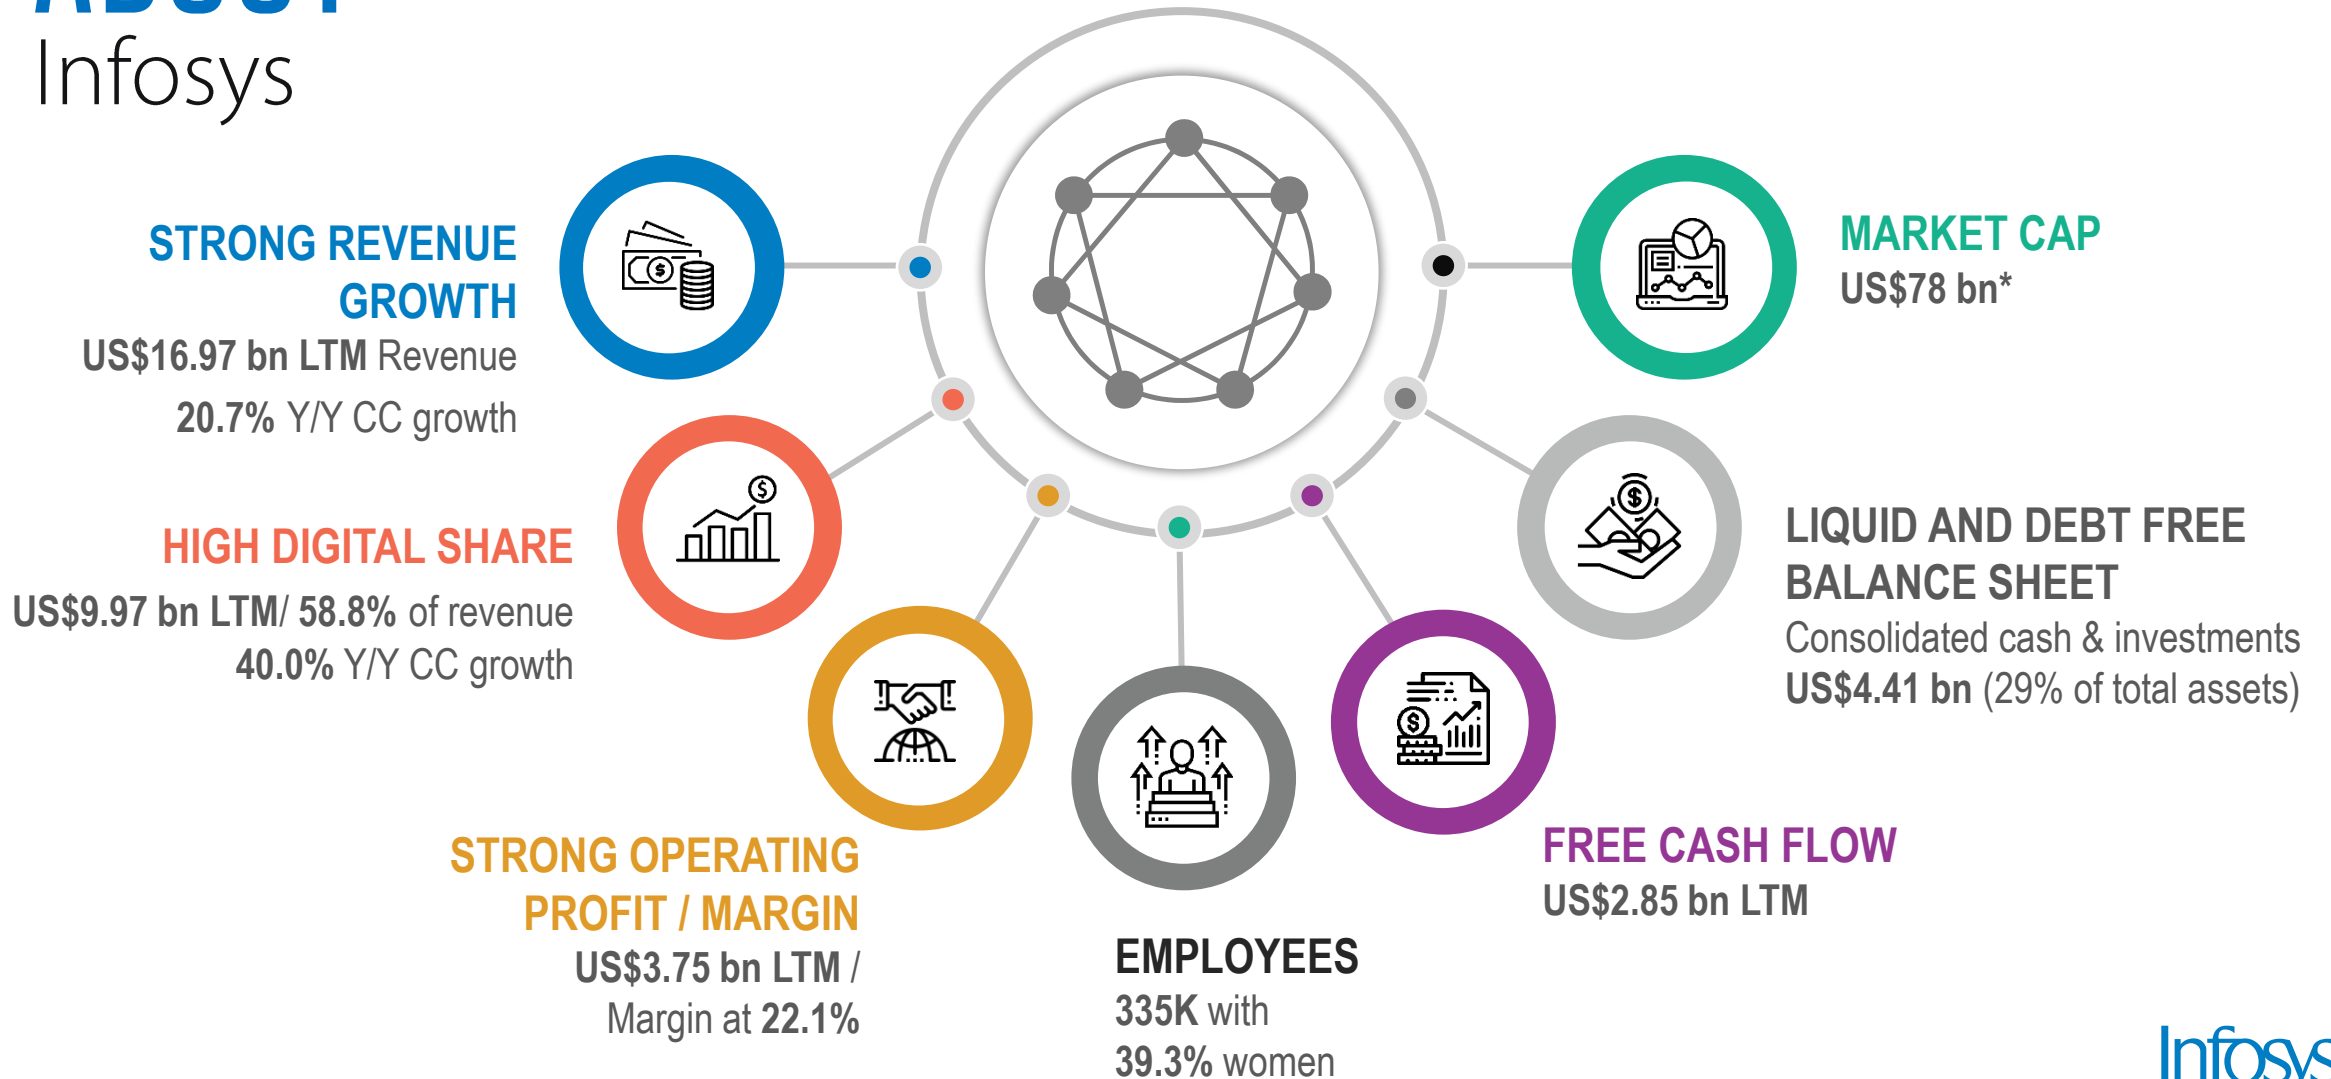 ABOUT
Infosys
STRONG REVENUE
GROWTH
US$16.97 bn LTM Revenue
20.7% Y/Y CC growth
HIGH DIGITAL SHARE
US$9.97 bn LTM/ 58.8% of revenue
40.0% Y/Y CC growth
STRONG OPERATING
PROFIT / MARGIN
US$3.75 bn LTM /
Margin at 22.1%
EMPLOYEES
335K with
39.3% women
FREE CASH FLOW
US$2.85 bn LTM
LIQUID AND DEBT FREE
BALANCE SHEET
Consolidated cash & investments
US$4.41 bn (29% of total assets)
MARKET CAP
US$78 bn*
Infosys